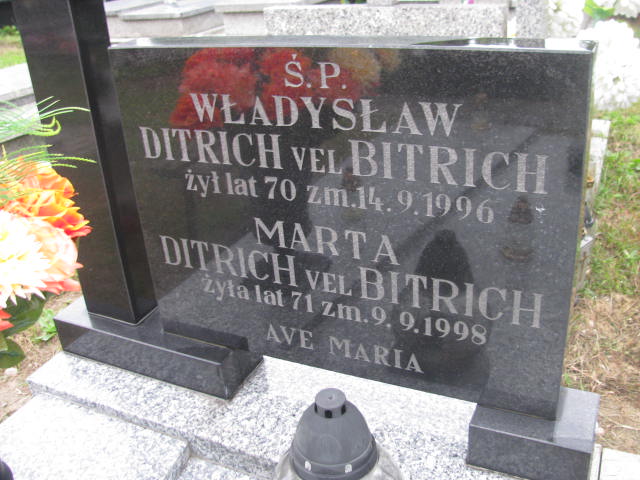 Ś.P.
WŁADYSŁAW
DITRICH VEL BITRICH
żył lat 70 zm.14.9.1996
MARTA
DITRICH VEL BITRICH
żyła lat 71 zm.9.9.1998
AVE MARIA